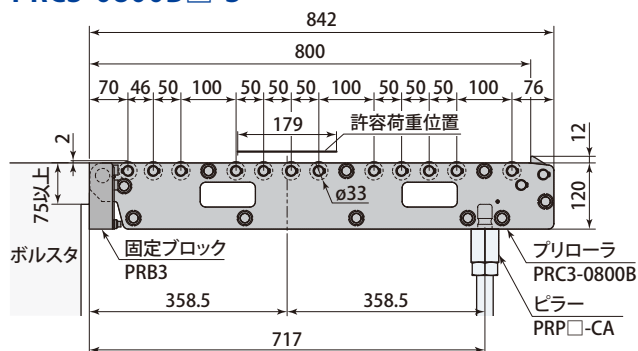 PRC3-0800B□-S
842
800
70 46 50 100 50 50 50 100 50 50 50 100 76
179
許容荷重位置
2
12
75以上
ø33
120
ボルスタ
固定ブロック
PRB3
プリローラ
PRC3-0800B
358.5
358.5
ピラー
PRP□-CA
717